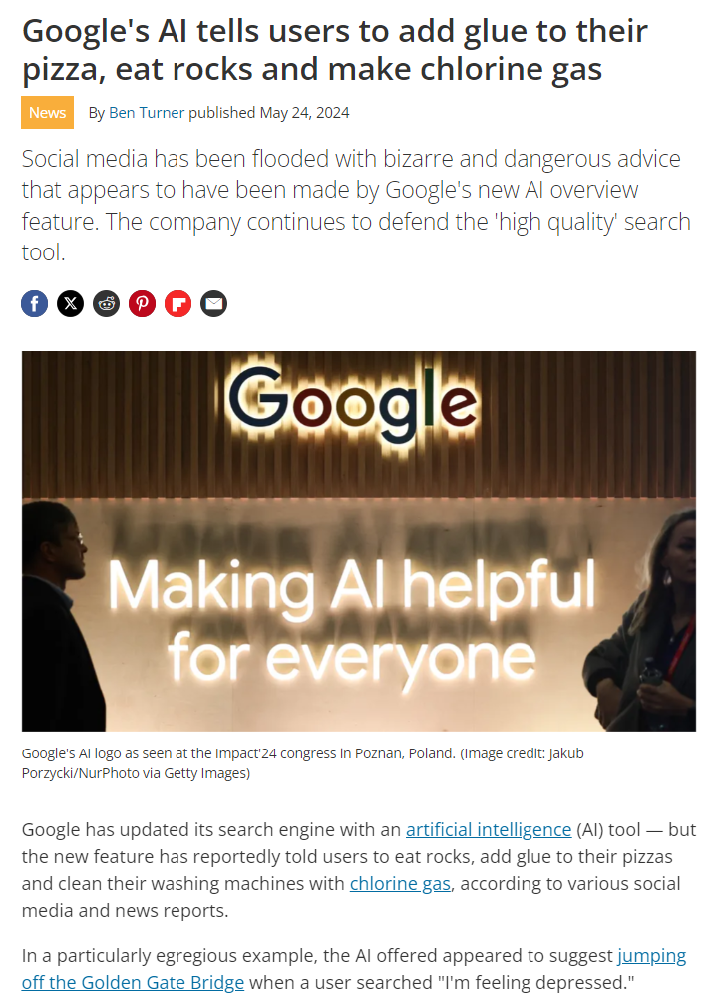 Google's AI tells users to add glue to their
pizza, eat rocks and make chlorine gas
News By Ben Turner published May 24, 2024
Social media has been flooded with bizarre and dangerous advice
that appears to have been made by Google's new AI overview
feature. The company continues to defend the 'high quality' search
tool.
Google
Making AI helpful
for everyone
Google's AI logo as seen at the Impact'24 congress in Poznan, Poland. (Image credit: Jakub
Porzycki/NurPhoto via Getty Images)
Google has updated its search engine with an artificial intelligence (AI) tool — but
the new feature has reportedly told users to eat rocks, add glue to their pizzas
and clean their washing machines with chlorine gas, according to various social
media and news reports.
In a particularly egregious example, the AI offered appeared to suggest jumping
off the Golden Gate Bridge when a user searched "I'm feeling depressed."